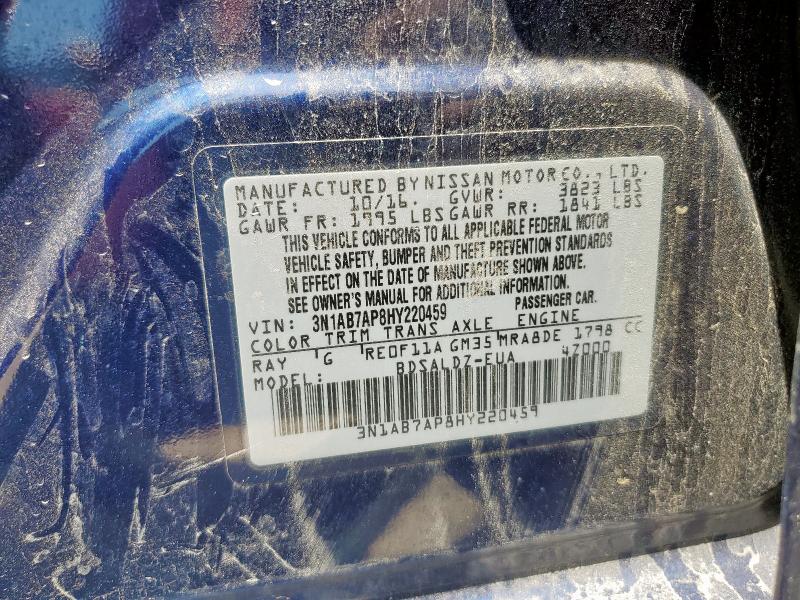 MANUFACTURED BY NISSAN MOTOR CO., LTD.
DATE: 10/16. GVWR: 3823 LBS
GAWR FR: 1795 LBS GAWR RR: 1841 LBS
THIS VEHICLE CONFORMS TO ALL APPLICABLE FEDERAL MOTOR
VEHICLE SAFETY, BUMPER AND THEFT PREVENTION STANDARDS
IN EFFECT ON THE DATE OF MANUFACTURE SHOWN ABOVE.
SEE OWNER'S MANUAL FOR ADDITIONAL INFORMATION.
VIN: 3N1AB7AP8HY220459 PASSENGER CAR.
COLOR TRIM TRANS AXLE ENGINE
RAY G RE0F11A GM35 MRA8DE 1798 CC
MODEL: BDSALDZ-EUA 47000
3N1AB7AP8HY220459